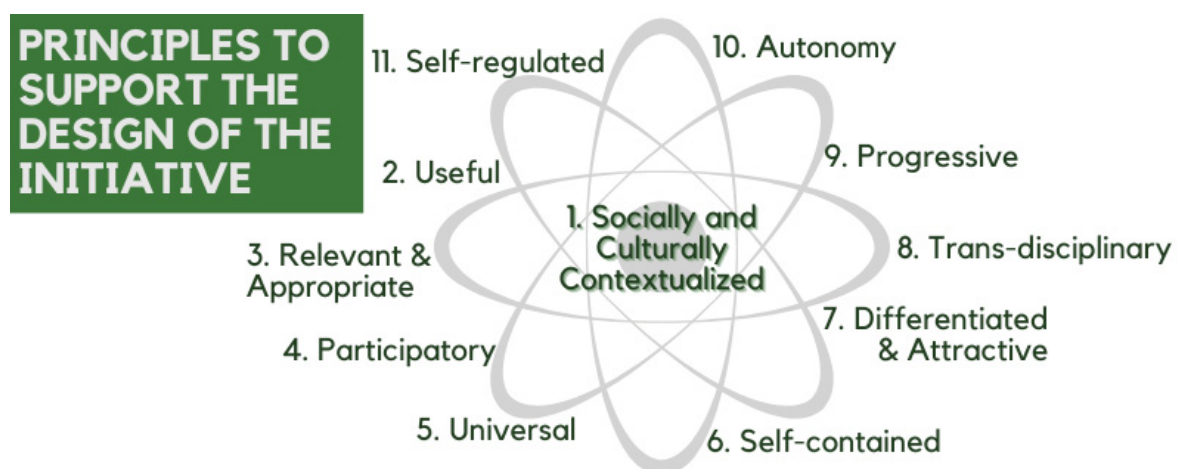 PRINCIPLES TO
SUPPORT THE
DESIGN OF THE
INITIATIVE
1. Socially and
Culturally
Contextualized
2. Useful
3. Relevant &
Appropriate
4. Participatory
5. Universal
6. Self-contained
7. Differentiated
& Attractive
8. Trans-disciplinary
9. Progressive
10. Autonomy
11. Self-regulated